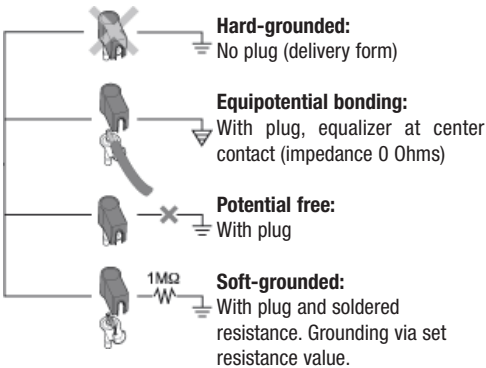 Hard-grounded:
No plug (delivery form)
Equipotential bonding:
With plug, equalizer at center
contact (impedance 0 Ohms)
Potential free:
With plug
1MΩ
Soft-grounded:
With plug and soldered
resistance. Grounding via set
resistance value.